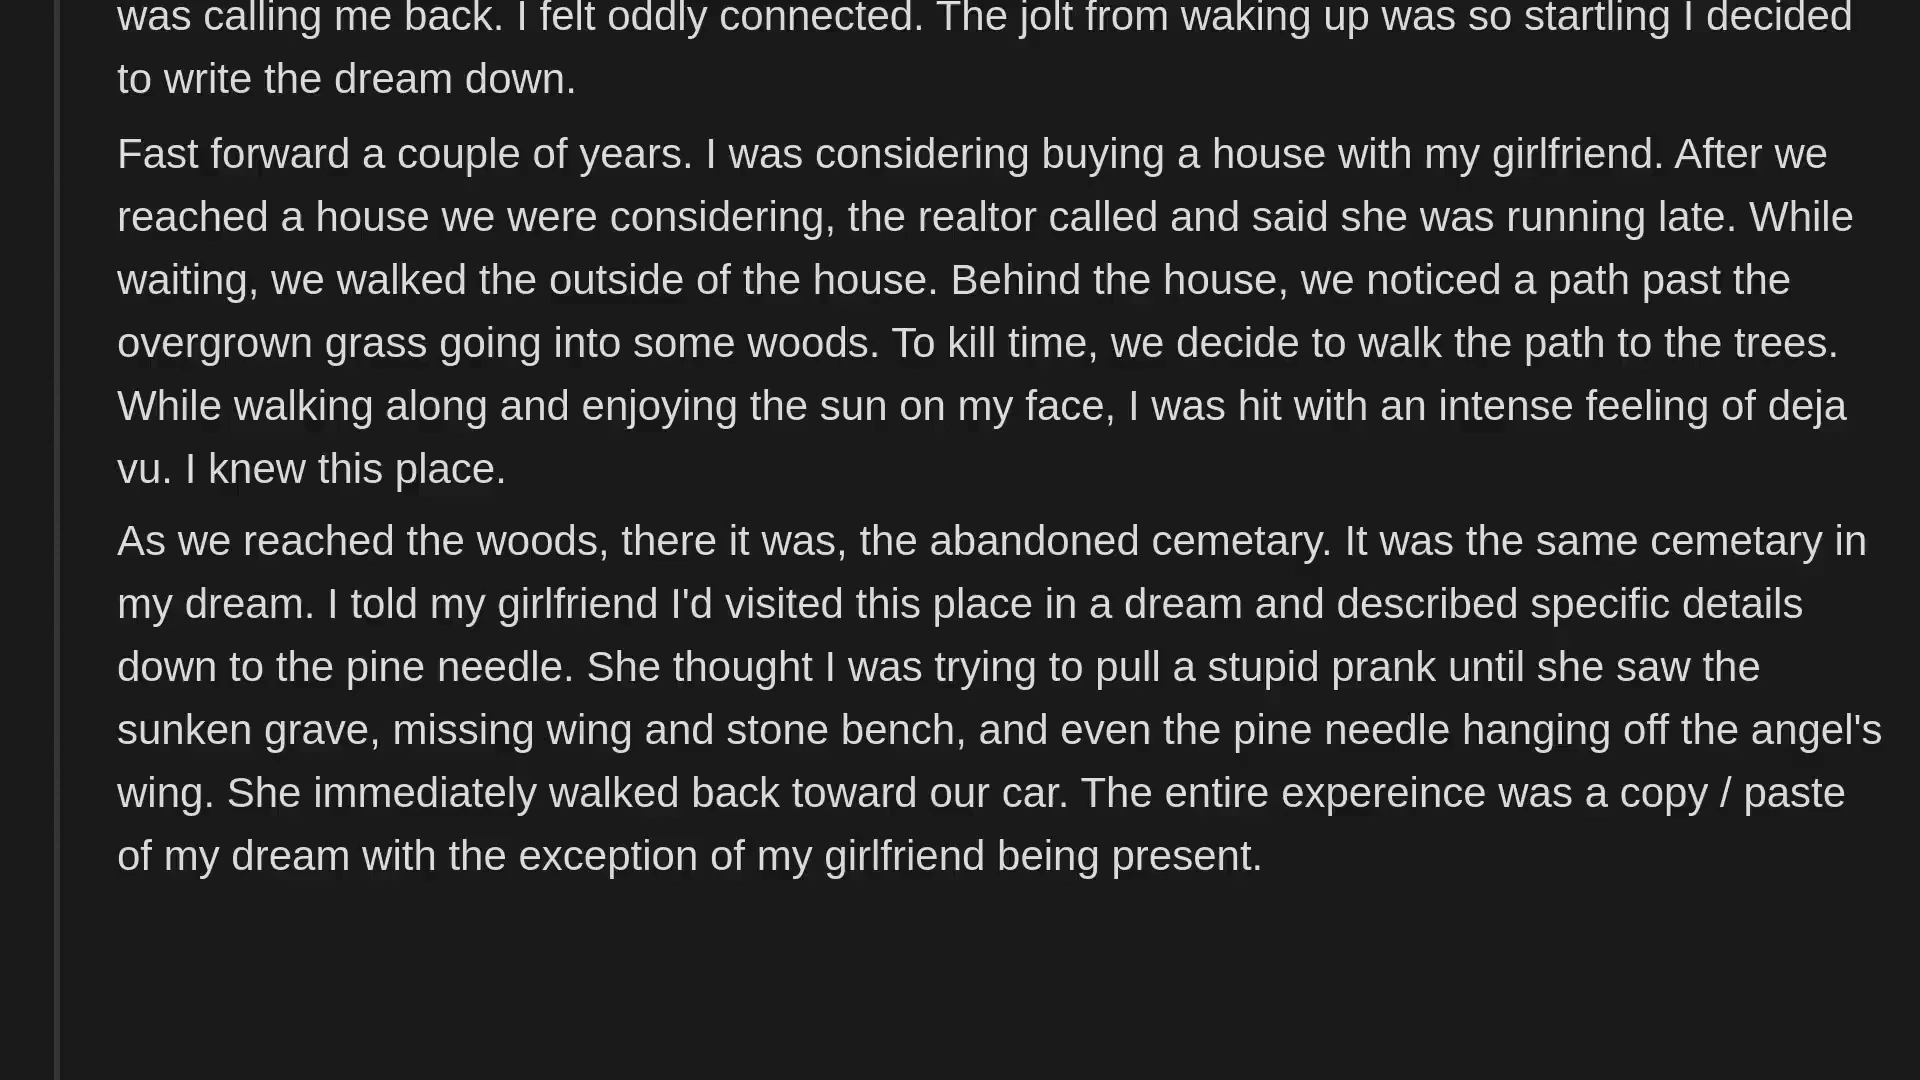 was calling me back. I felt oddly connected. The jolt from waking up was so startling I decided
to write the dream down.
Fast forward a couple of years. I was considering buying a house with my girlfriend. After we
reached a house we were considering, the realtor called and said she was running late. While
waiting, we walked the outside of the house. Behind the house, we noticed a path past the
overgrown grass going into some woods. To kill time, we decide to walk the path to the trees.
While walking along and enjoying the sun on my face, I was hit with an intense feeling of deja
vu. I knew this place.
As we reached the woods, there it was, the abandoned cemetary. It was the same cemetary in
my dream. I told my girlfriend I'd visited this place in a dream and described specific details
down to the pine needle. She thought I was trying to pull a stupid prank until she saw the
sunken grave, missing wing and stone bench, and even the pine needle hanging off the angel's
wing. She immediately walked back toward our car. The entire expereince was a copy / paste
of my dream with the exception of my girlfriend being present.